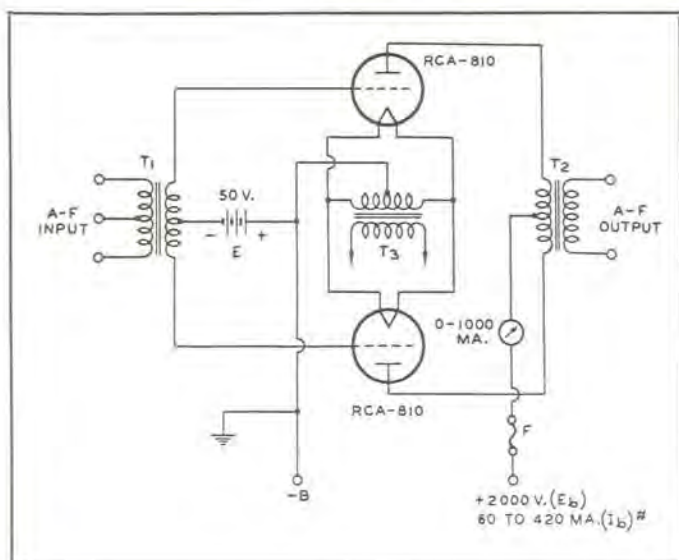 RCA-810
T1
T2
50 V.
A-F
INPUT
A-F
OUTPUT
- +
E
T3
0-1000
MA.
RCA-810
F
-B
+2000 V.(Eb)
60 TO 420 MA.(Ib)#